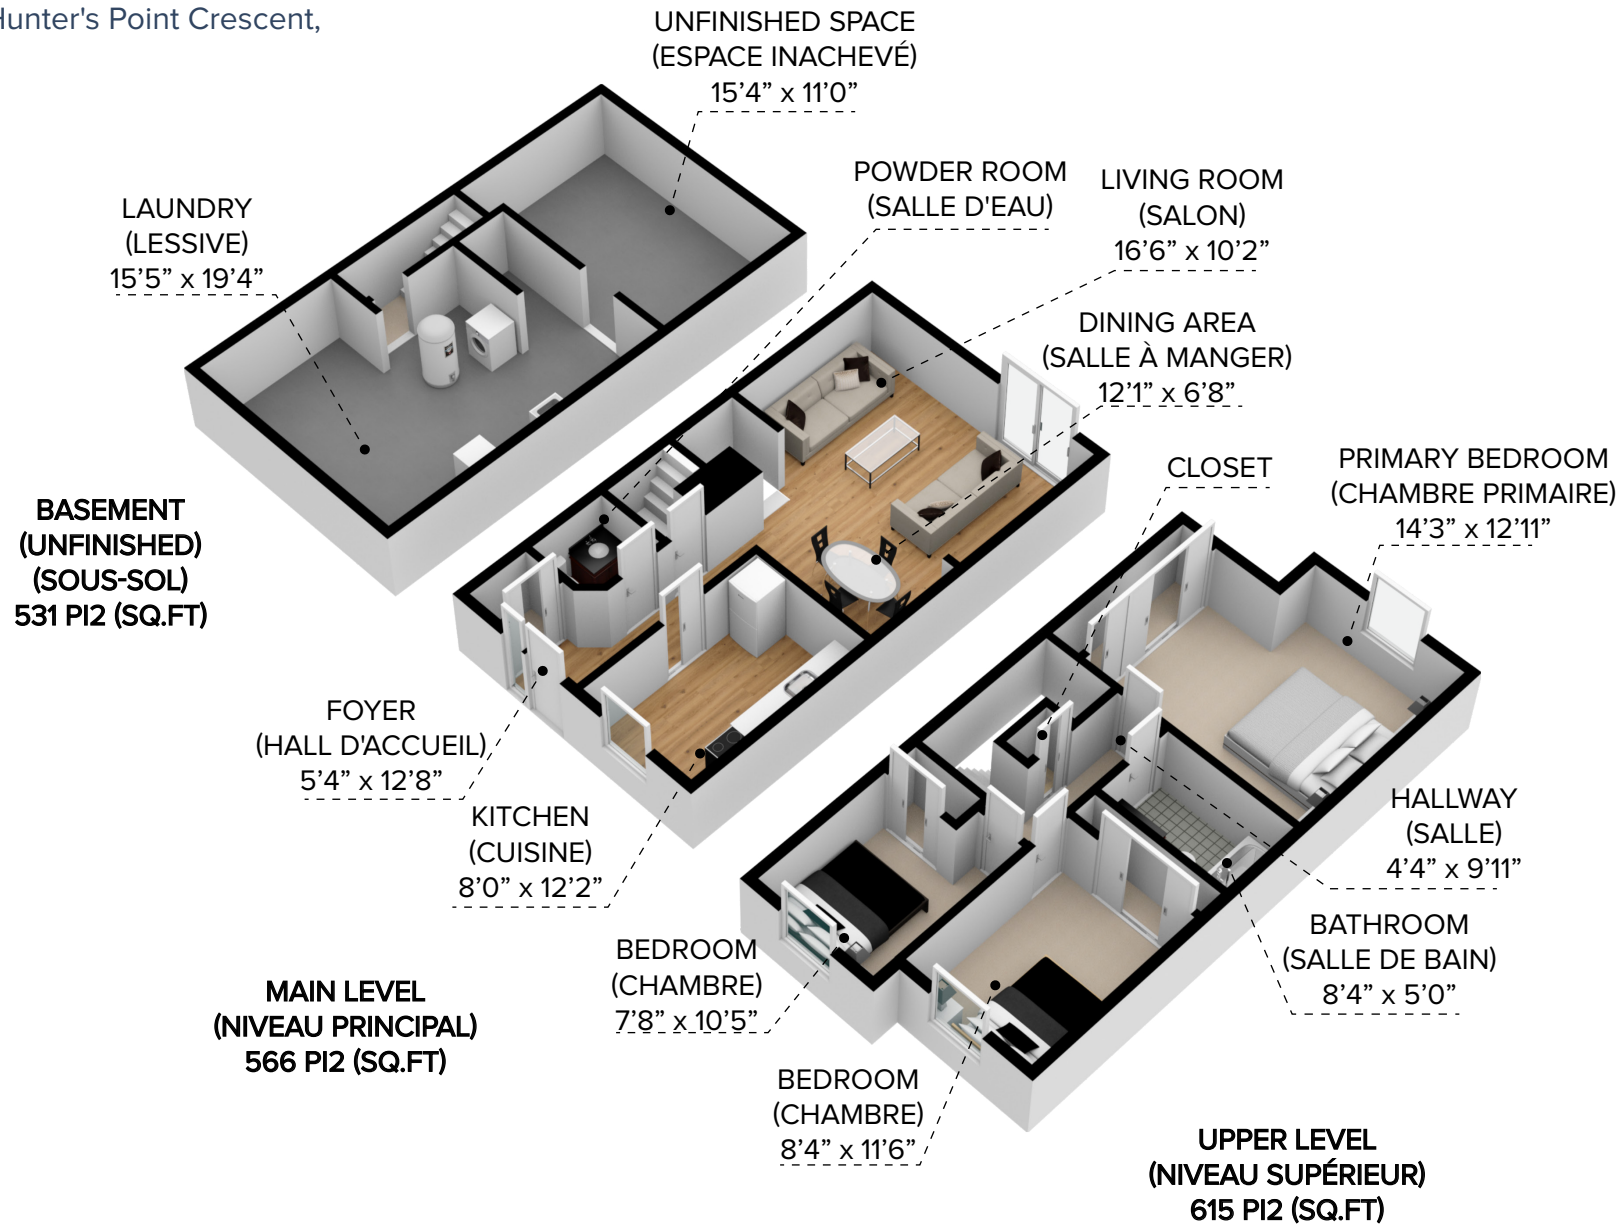 Hunter's Point Crescent,
UNFINISHED SPACE
(ESPACE INACHEVÉ)
15’4” x 11’0”
POWDER ROOM
(SALLE D'EAU)
LIVING ROOM
(SALON)
16’6” x 10’2”
LAUNDRY
(LESSIVE)
15’5” x 19’4”
DINING AREA
(SALLE À MANGER)
12’1” x 6’8”
CLOSET
PRIMARY BEDROOM
(CHAMBRE PRIMAIRE)
14’3” x 12’11”
BASEMENT
(UNFINISHED)
(SOUS-SOL)
531 PI2 (SQ.FT)
FOYER
(HALL D'ACCUEIL)
5’4” x 12’8”
KITCHEN
(CUISINE)
8’0” x 12’2”
HALLWAY
(SALLE)
4’4” x 9’11”
BATHROOM
(SALLE DE BAIN)
8’4” x 5’0”
BEDROOM
(CHAMBRE)
7’8” x 10’5”
MAIN LEVEL
(NIVEAU PRINCIPAL)
566 PI2 (SQ.FT)
BEDROOM
(CHAMBRE)
8’4” x 11’6”
UPPER LEVEL
(NIVEAU SUPÉRIEUR)
615 PI2 (SQ.FT)